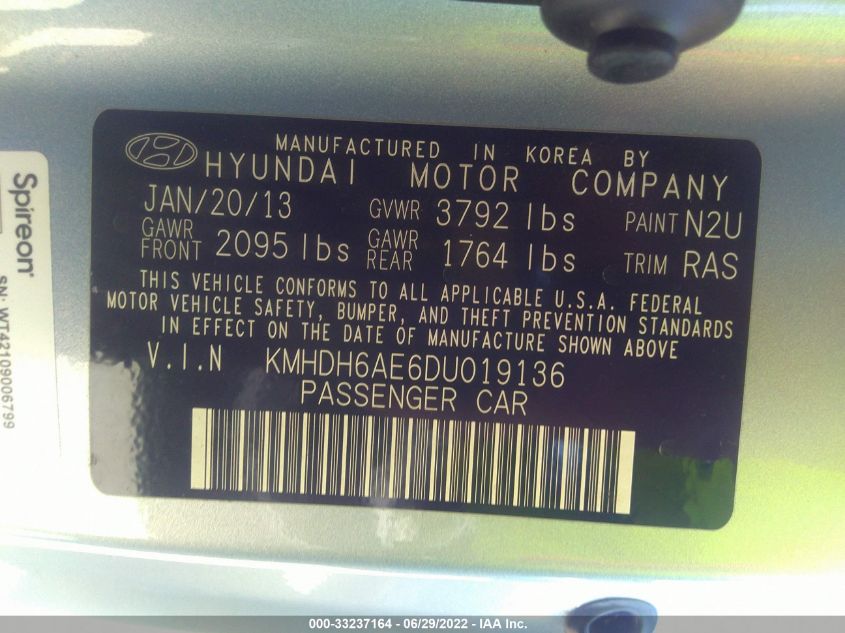 MANUFACTURED IN KOREA BY
HYUNDAI MOTOR COMPANY
JAN/20/13 GVWR 3792 lbs PAINT N2U
GAWR FRONT 2095 lbs GAWR REAR 1764 lbs TRIM RAS
THIS VEHICLE CONFORMS TO ALL APPLICABLE U.S.A. FEDERAL
MOTOR VEHICLE SAFETY, BUMPER, AND THEFT PREVENTION STANDARDS
IN EFFECT ON THE DATE OF MANUFACTURE SHOWN ABOVE
V.I.N KMHDH6AE6DU019136
PASSENGER CAR
Spireon
SN: WT42109006799
000-33237164 - 06/29/2022 - IAA Inc.